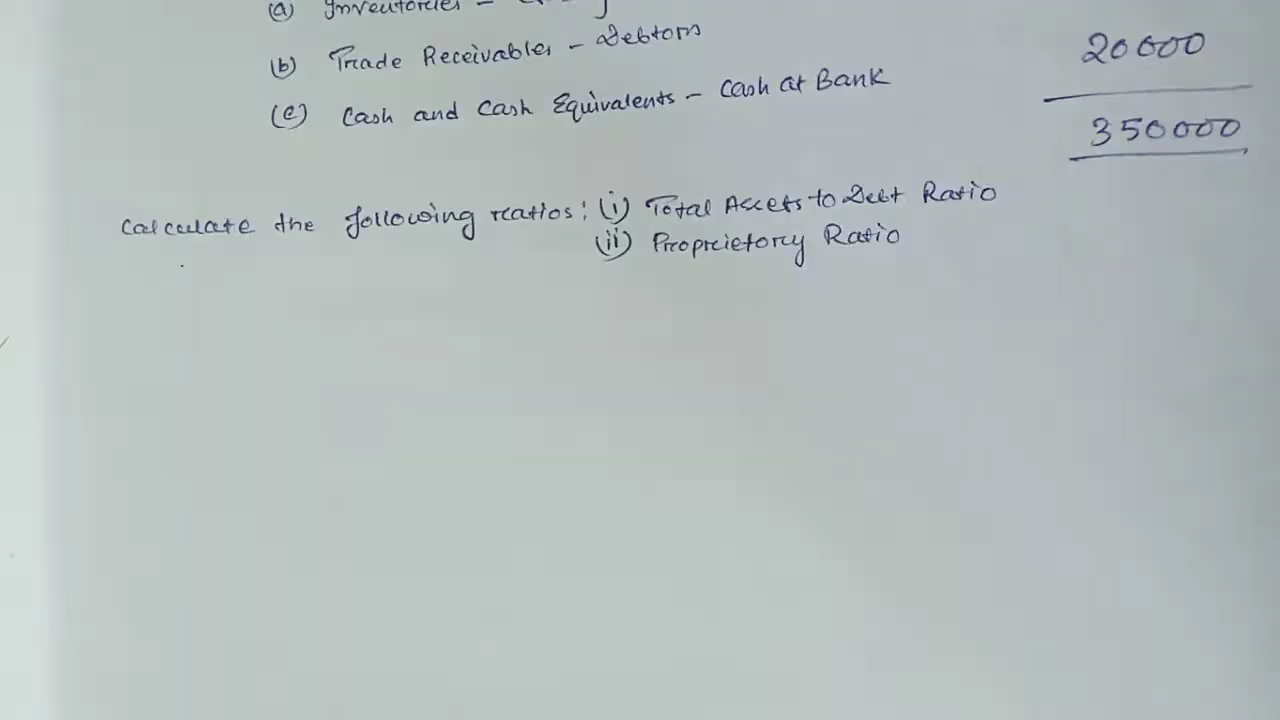 (a) Inventories -
(b) Trade Receivables - Debtors
20000
(c) Cash and Cash Equivalents - Cash at Bank
350000
Calculate the following ratios: (i) Total Assets to Debt Ratio
(ii) Proprietory Ratio